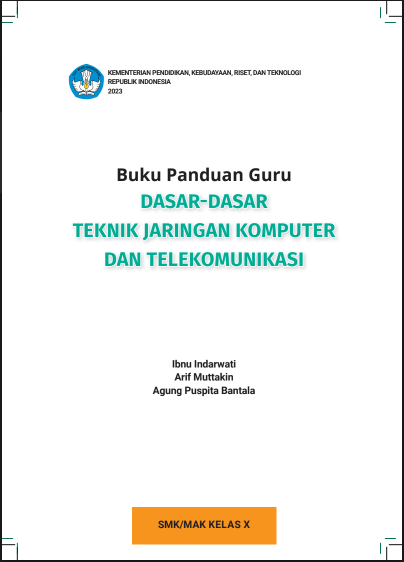 KEMENTERIAN PENDIDIKAN, KEBUDAYAAN, RISET, DAN TEKNOLOGI
REPUBLIK INDONESIA
2023
Buku Panduan Guru
DASAR-DASAR
TEKNIK JARINGAN KOMPUTER
DAN TELEKOMUNIKASI
Ibnu Indarwati
Arif Muttakin
Agung Puspita Bantala
SMK/MAK KELAS X